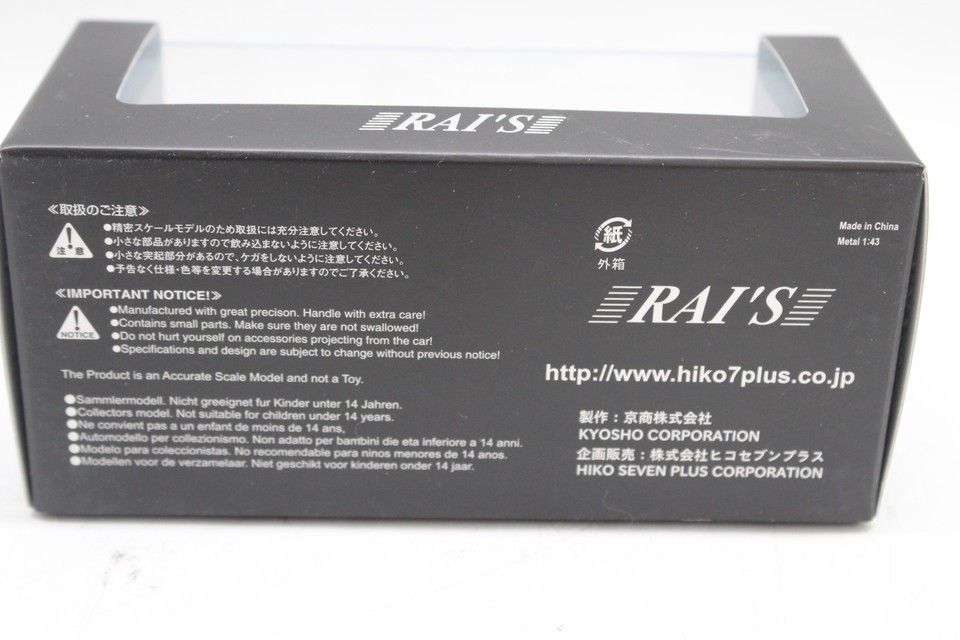 RAI'S
≪取扱のご注意≫
注 意
●精密スケールモデルのため取扱には充分注意してください。
●小さな部品がありますので飲み込まないように注意してください。
●小さな突起部分があるので、ケガをしないように注意してください。
●予告なく仕様・色等を変更する場合がありますのでご了承ください。
≪IMPORTANT NOTICE!≫
NOTICE
●Manufactured with great precison. Handle with extra care!
●Contains small parts. Make sure they are not swallowed!
●Do not hurt yourself on accessories projecting from the car!
●Specifications and design are subject to change without previous notice!
The Product is an Accurate Scale Model and not a Toy.
●Sammlermodell. Nicht greeignet fur Kinder unter 14 Jahren.
●Collectors model. Not suitable for children under 14 years.
●Ne convient pas a un enfant de moins de 14 ans,
●Automodello per collezionismo. Non adatto per bambini die eta inferiore a 14 anni.
●Modelo para coleccionistas. No recomendable para ninos menores de 14 anos.
●Modellen voor de verzamelaar. Niet geschikt voor kinderen onder 14 jaar.
紙
外箱
Made in China
Metal 1:43
RAI'S
http://www.hiko7plus.co.jp
製作：京商株式会社
KYOSHO CORPORATION
企画販売：株式会社ヒコセブンプラス
HIKO SEVEN PLUS CORPORATION